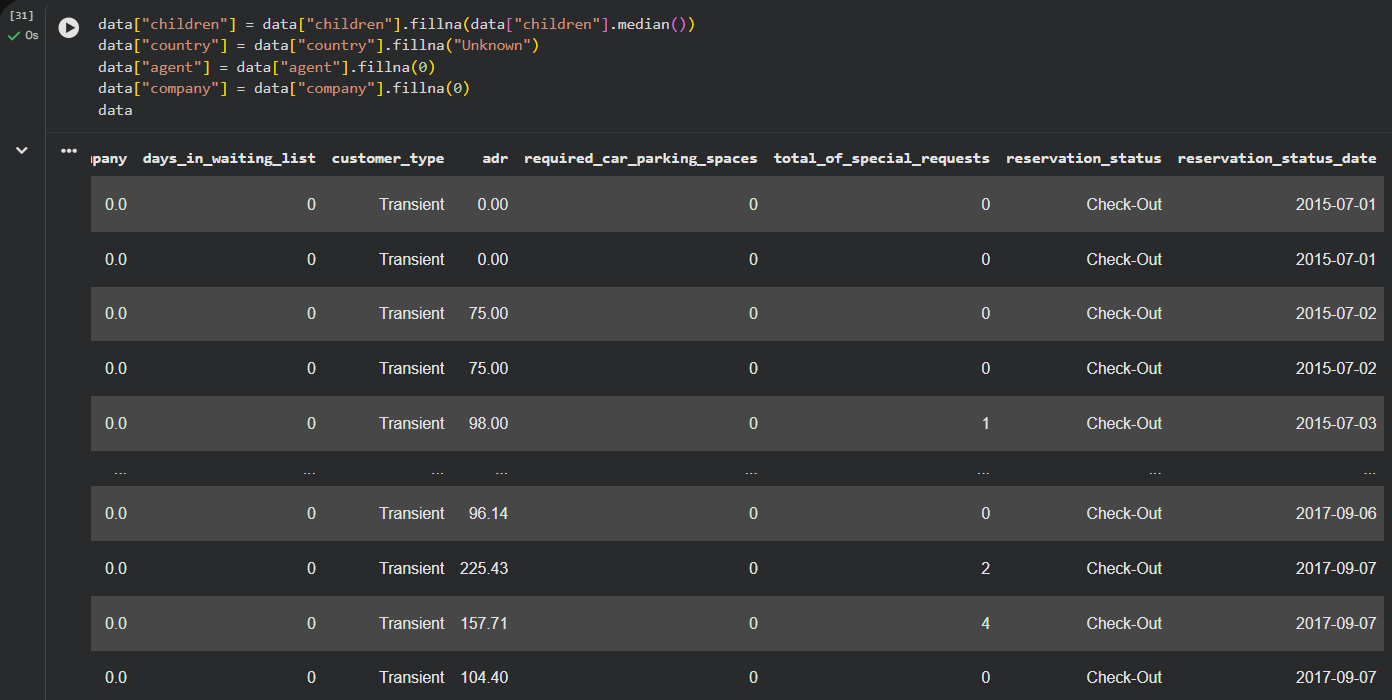 [31]
0s
data["children"] = data["children"].fillna(data["children"].median())
data["country"] = data["country"].fillna("Unknown")
data["agent"] = data["agent"].fillna(0)
data["company"] = data["company"].fillna(0)
data
pany days_in_waiting_list customer_type adr required_car_parking_spaces total_of_special_requests reservation_status reservation_status_date
0.0 0 Transient 0.00 0 0 Check-Out 2015-07-01
0.0 0 Transient 0.00 0 0 Check-Out 2015-07-01
0.0 0 Transient 75.00 0 0 Check-Out 2015-07-02
0.0 0 Transient 75.00 0 0 Check-Out 2015-07-02
0.0 0 Transient 98.00 0 1 Check-Out 2015-07-03
... ... ... ... ... ... ... ...
0.0 0 Transient 96.14 0 0 Check-Out 2017-09-06
0.0 0 Transient 225.43 0 2 Check-Out 2017-09-07
0.0 0 Transient 157.71 0 4 Check-Out 2017-09-07
0.0 0 Transient 104.40 0 0 Check-Out 2017-09-07